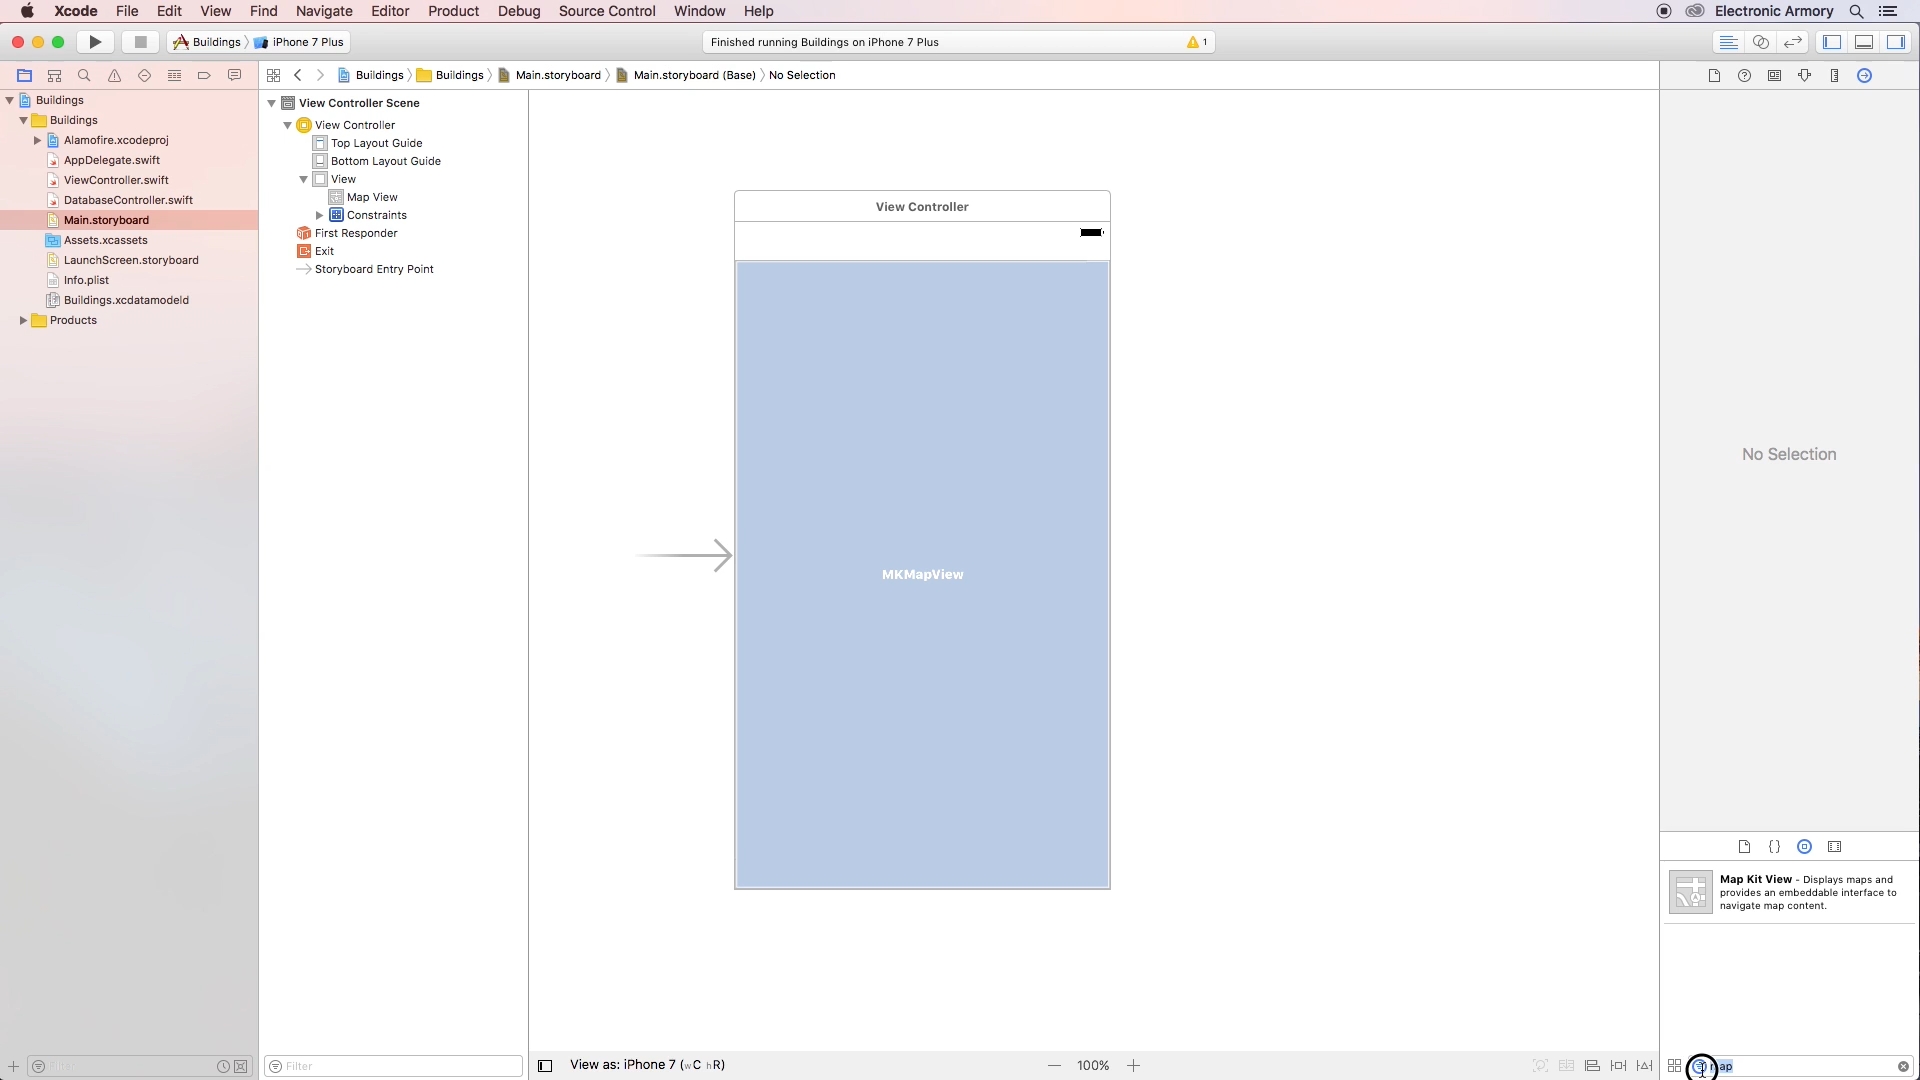 Xcode File Edit View Find Navigate Editor Product Debug Source Control Window Help Electronic Armory
Buildings iPhone 7 Plus Finished running Buildings on iPhone 7 Plus 1
Buildings Buildings Main.storyboard Main.storyboard (Base) No Selection
Buildings
Buildings
Alamofire.xcodeproj
AppDelegate.swift
ViewController.swift
DatabaseController.swift
Main.storyboard
Assets.xcassets
LaunchScreen.storyboard
Info.plist
Buildings.xcdatamodeld
Products
View Controller Scene
View Controller
Top Layout Guide
Bottom Layout Guide
View
Map View
Constraints
First Responder
Exit
Storyboard Entry Point
View Controller
MKMapView
No Selection
Map Kit View - Displays maps and
provides an embeddable interface to
navigate map content.
Filter
Filter
View as: iPhone 7 (wC hR)
100%
map